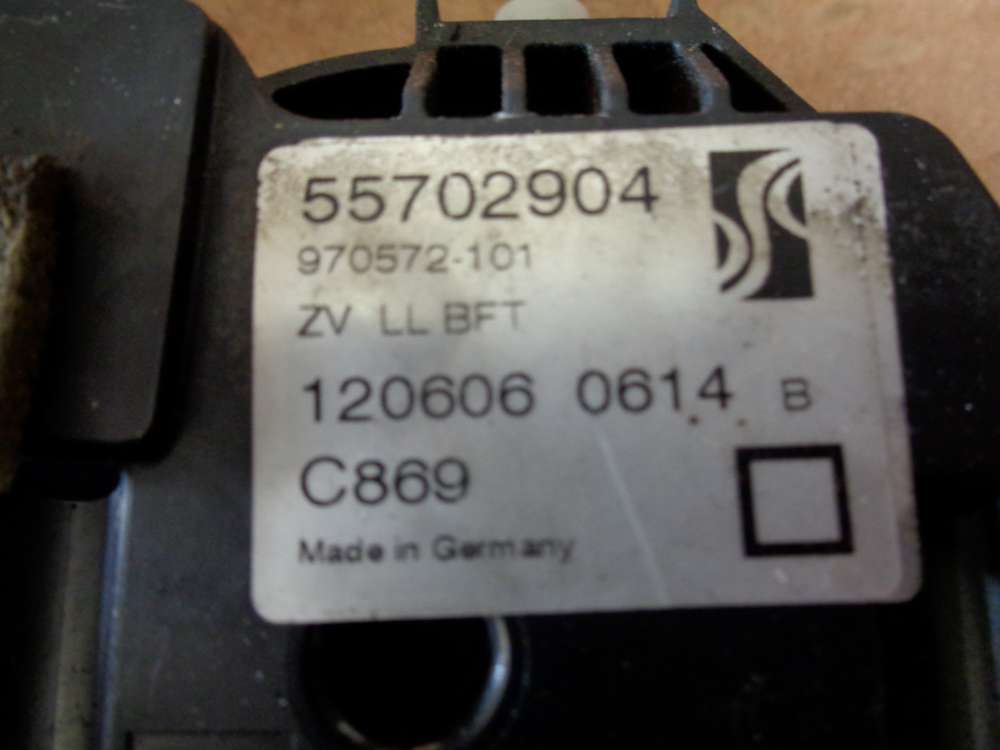 55702904
970572-101
ZV LL BFT
120606 0614 B
C869
Made in Germany